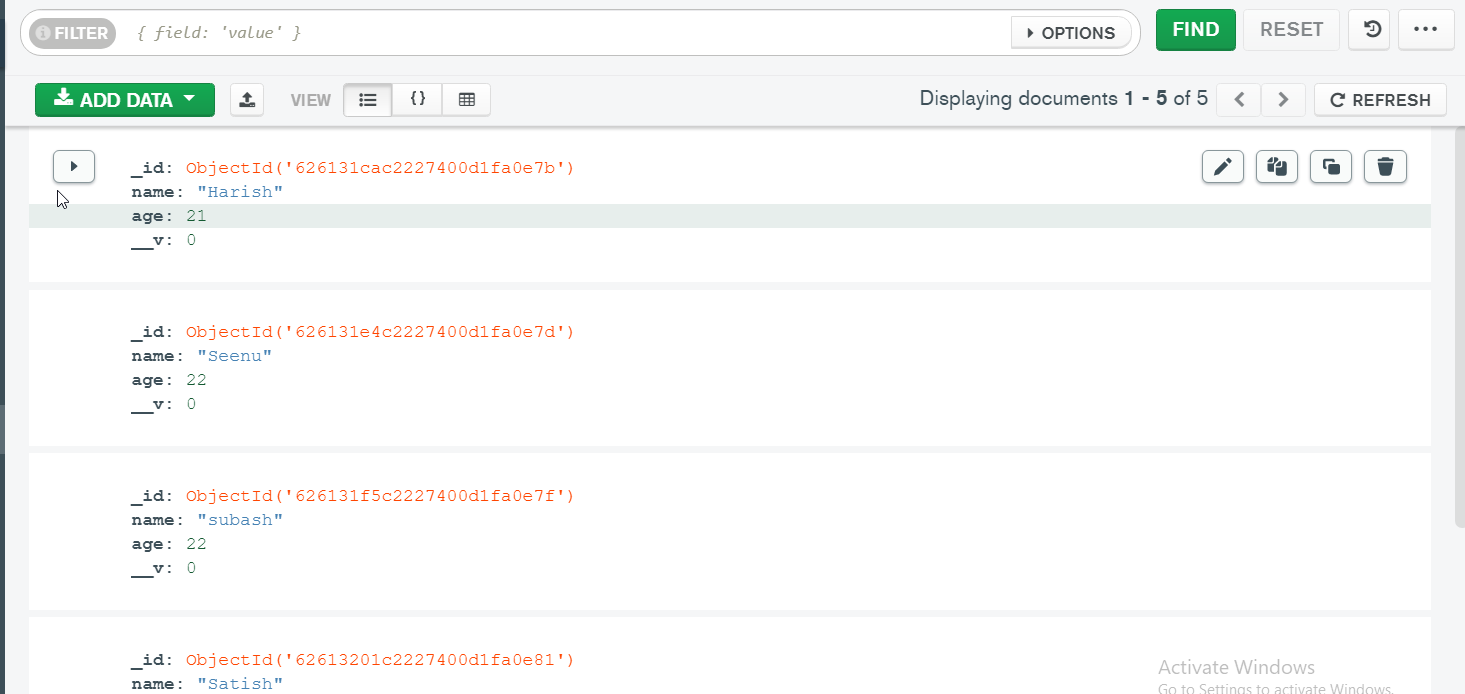 FILTER { field: 'value' } OPTIONS FIND RESET ...
ADD DATA VIEW {} Displaying documents 1 - 5 of 5 REFRESH
_id: ObjectId('626131cac2227400d1fa0e7b')
name: "Harish"
age: 21
__v: 0
_id: ObjectId('626131e4c2227400d1fa0e7d')
name: "Seenu"
age: 22
__v: 0
_id: ObjectId('626131f5c2227400d1fa0e7f')
name: "subash"
age: 22
__v: 0
_id: ObjectId('62613201c2227400d1fa0e81')
name: "Satish"
Activate Windows
Go to Settings to activate Windows.